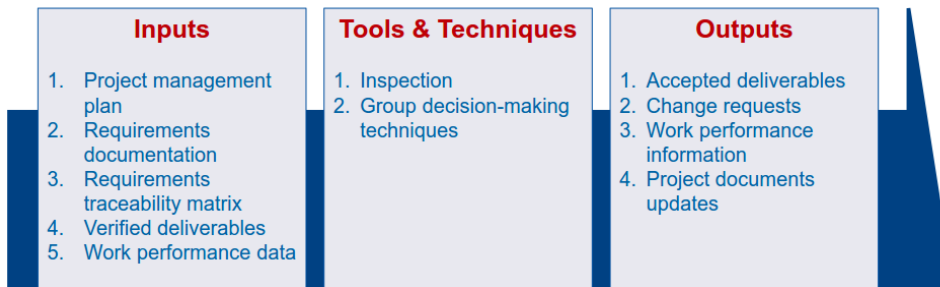 Inputs
1. Project management
plan
2. Requirements
documentation
3. Requirements
traceability matrix
4. Verified deliverables
5. Work performance data
Tools & Techniques
1. Inspection
2. Group decision-making
techniques
Outputs
1. Accepted deliverables
2. Change requests
3. Work performance
information
4. Project documents
updates